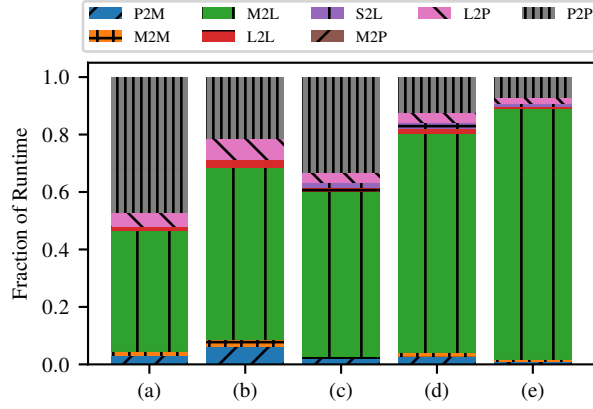 P2M M2L S2L L2P P2P
M2M L2L M2P
1.0
0.8
0.6
0.4
0.2
0.0
Fraction of Runtime
(a) (b) (c) (d) (e)